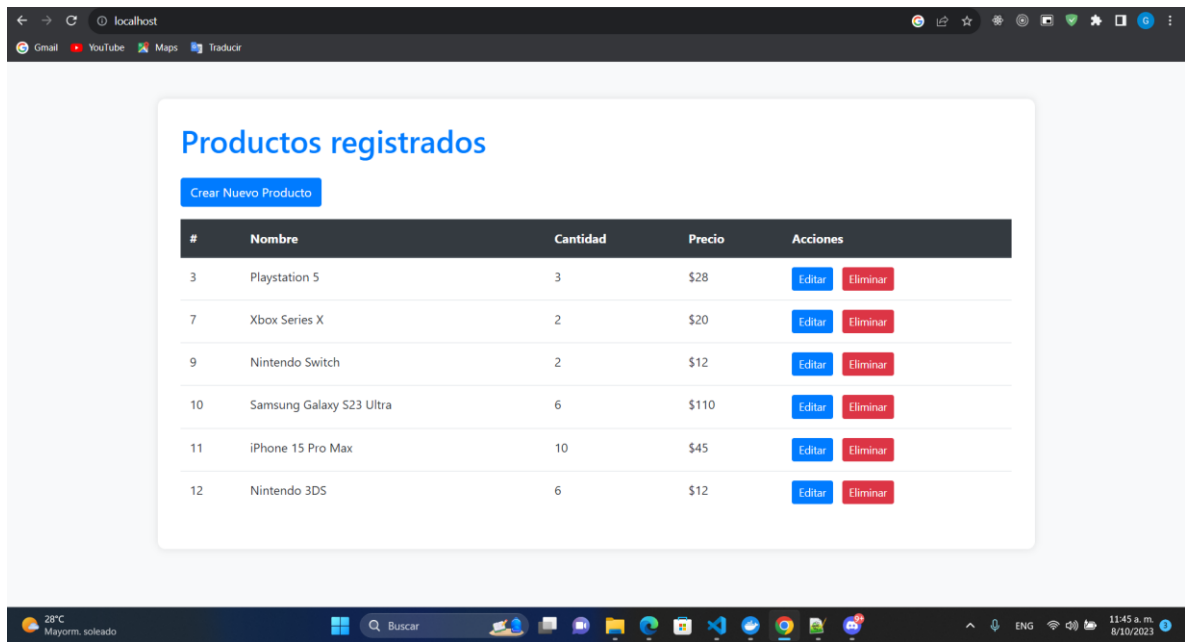 localhost
G
Gmail YouTube Maps Traducir
Productos registrados
Crear Nuevo Producto
# Nombre Cantidad Precio Acciones
3 Playstation 5 3 $28 Editar Eliminar
7 Xbox Series X 2 $20 Editar Eliminar
9 Nintendo Switch 2 $12 Editar Eliminar
10 Samsung Galaxy S23 Ultra 6 $110 Editar Eliminar
11 iPhone 15 Pro Max 10 $45 Editar Eliminar
12 Nintendo 3DS 6 $12 Editar Eliminar
28°C
Mayorm. soleado
Buscar
9+
ENG
11:45 a. m.
8/10/2023
3